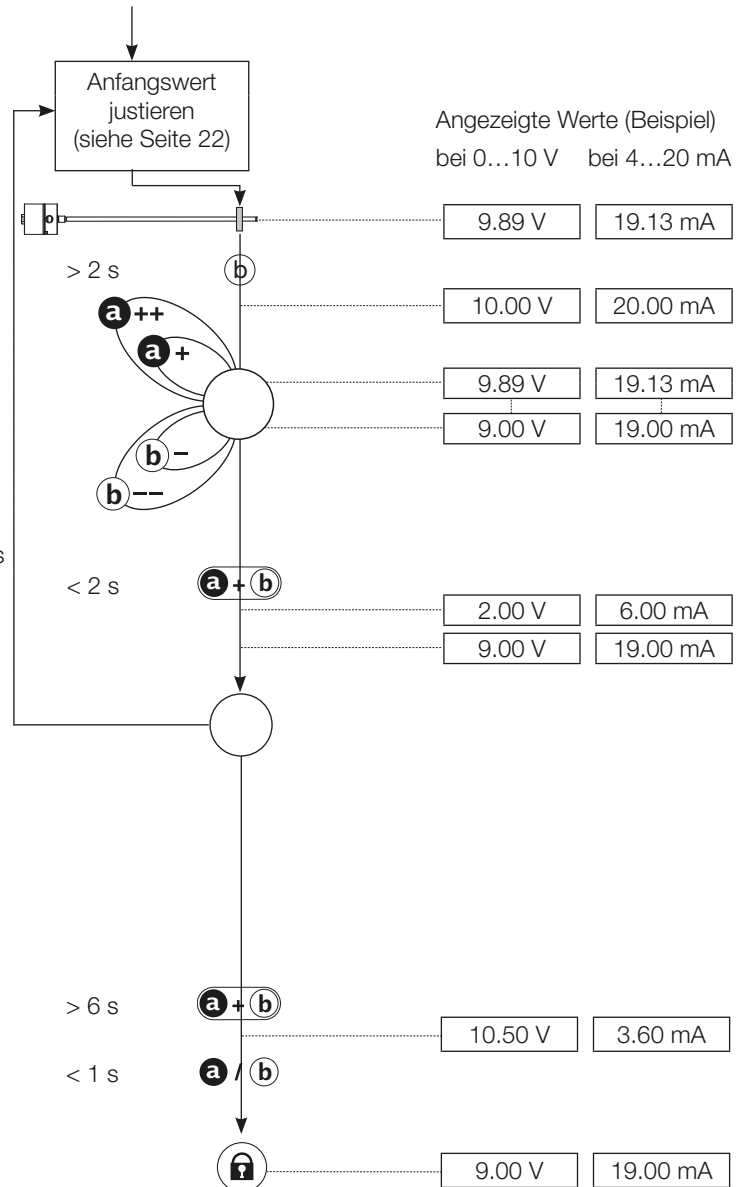 Anfangswert
justieren
(siehe Seite 22)
Angezeigte Werte (Beispiel)
bei 0…10 V bei 4…20 mA
9.89 V 19.13 mA
> 2 s b
10.00 V 20.00 mA
a ++
a +
9.89 V 19.13 mA
9.00 V 19.00 mA
b -
b --
s
< 2 s a + b
2.00 V 6.00 mA
9.00 V 19.00 mA
> 6 s a + b
10.50 V 3.60 mA
< 1 s a / b
9.00 V 19.00 mA